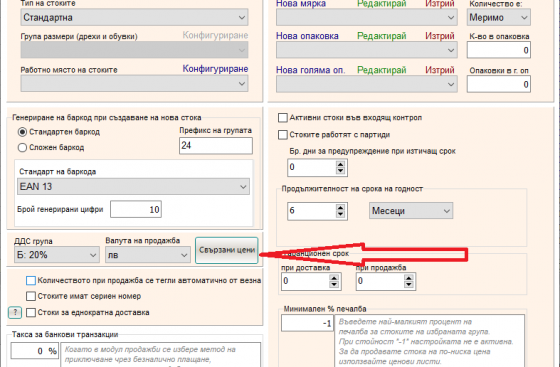 Тип на стоките
Стандартна
Група размери (дрехи и обувки) Конфигуриране
Работно място на стоките Конфигуриране
Нова мярка Редактирай Изтрий Количество е:
Меримо
Нова опаковка Редактирай Изтрий К-во в опаковка
0
Нова голяма оп. Редактирай Изтрий Опаковки в г. оп
0
Генериране на баркод при създаване на нова стока
Стандартен баркод Префикс на групата
Сложен баркод 24
Стандарт на баркода
EAN 13
Брой генерирани цифри 10
ДДС група Валута на продажба
Б: 20% лв Свързани цени
Количеството при продажба се тегли автоматично от везна
Стоките имат сериен номер
? Стоки за еднократна доставка
Такса за банкови транзакции
0 % Когато е модул продажби се избере метод на
приключване чрез безналично плащане,
Активни стоки във входящ контрол
Стоките работят с партиди
Бр. дни за предупреждение при изтичащ срок
0
Продължителност на срока на годност
6 Месеци
срок
при доставка при продажба
0 0
Минимален % печалба
-1 Въведете най-малкият процент на
печалба за стоките на избраната група.
При стойност "-1" настройката не е активна.
За да продавате стока на по-ниска цена
използвайте ценови листи.